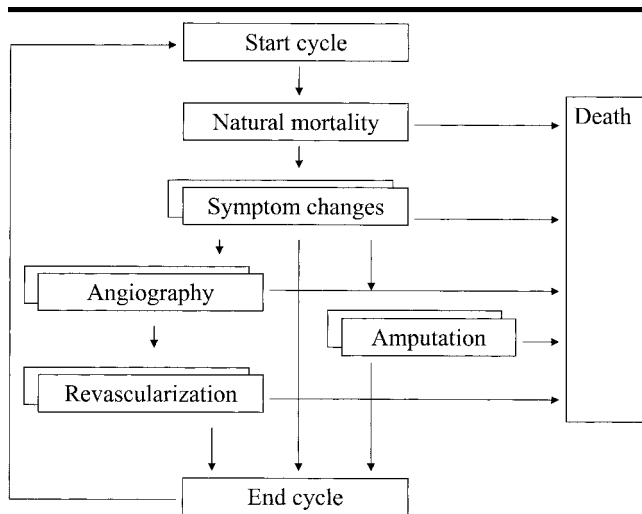 Start cycle
Natural mortality
Death
Symptom changes
Angiography
Amputation
Revascularization
End cycle